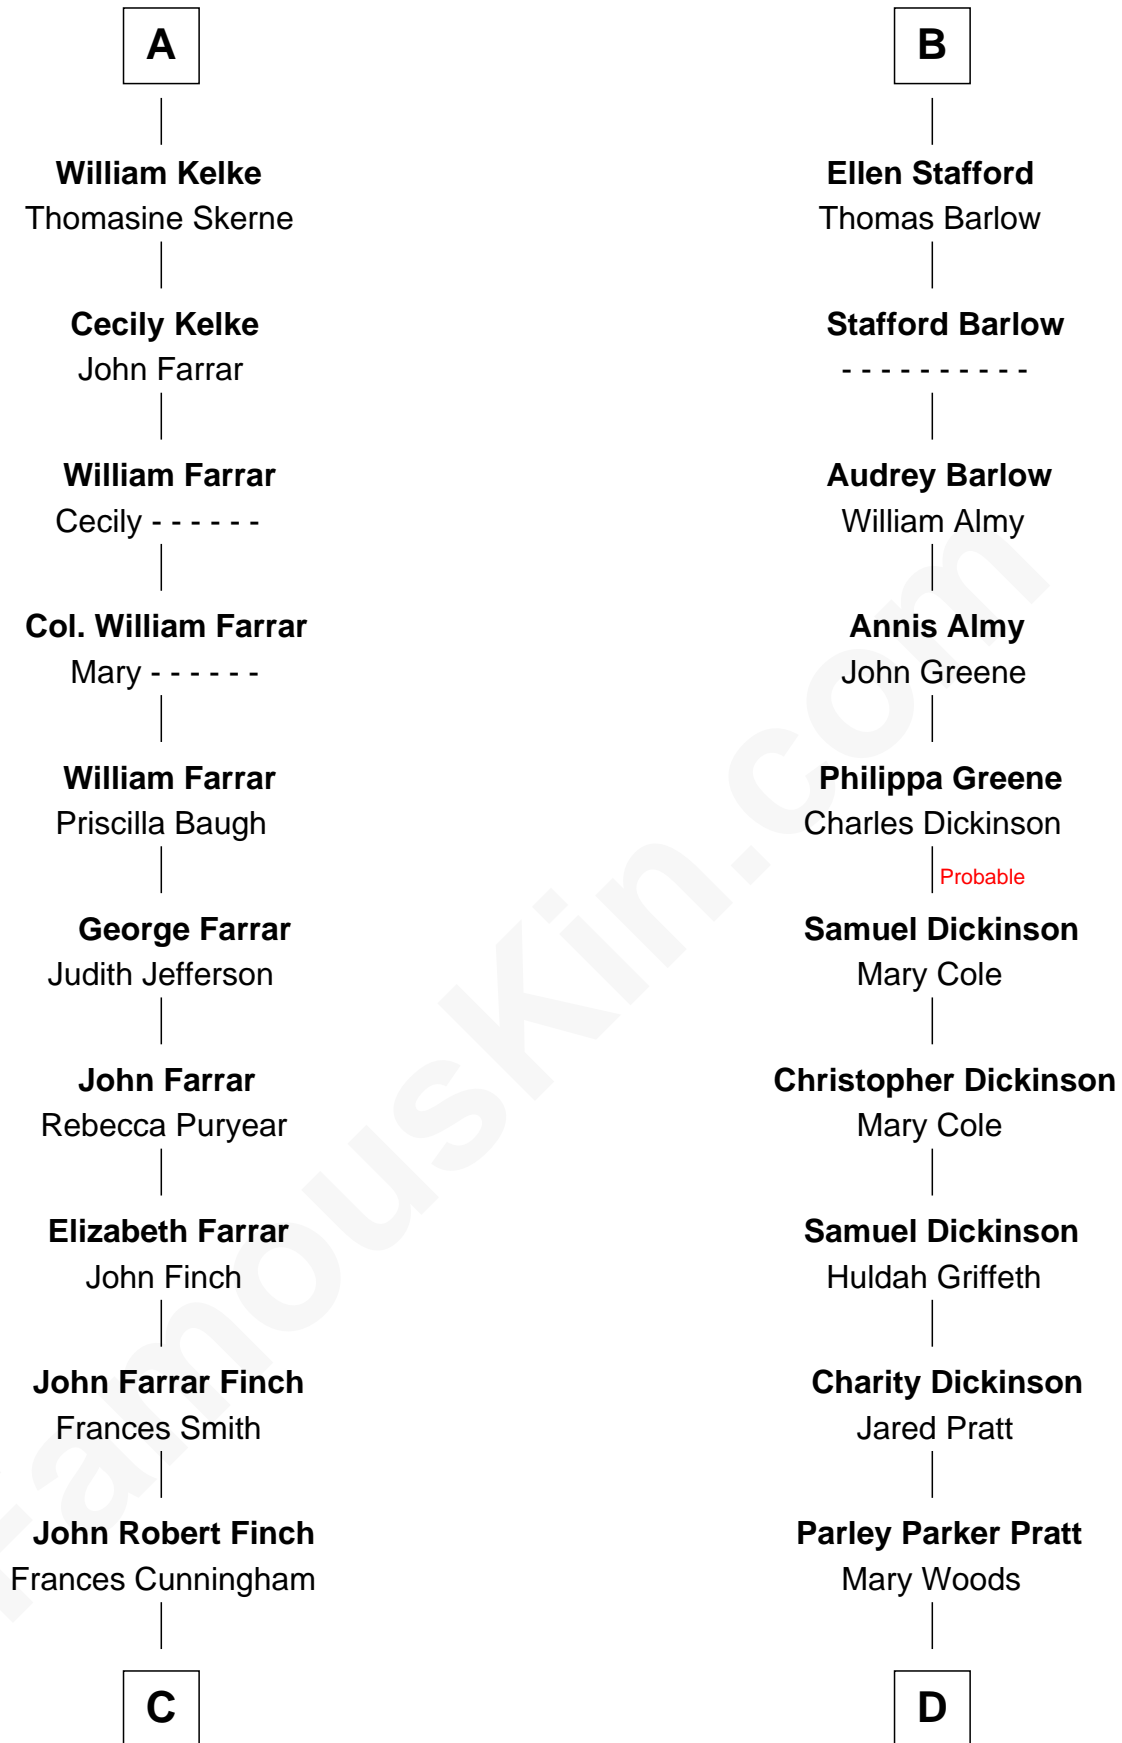 A
William Kelke
Thomasine Skerne
Cecily Kelke
John Farrar
William Farrar
Cecily - - - - - -
Col. William Farrar
Mary - - - - - -
William Farrar
Priscilla Baugh
George Farrar
Judith Jefferson
John Farrar
Rebecca Puryear
Elizabeth Farrar
John Finch
John Farrar Finch
Frances Smith
John Robert Finch
Frances Cunningham
C
B
Ellen Stafford
Thomas Barlow
Stafford Barlow
- - - - - - - - - -
Audrey Barlow
William Almy
Annis Almy
John Greene
Philippa Greene
Charles Dickinson
Probable
Samuel Dickinson
Mary Cole
Christopher Dickinson
Mary Cole
Samuel Dickinson
Huldah Griffeth
Charity Dickinson
Jared Pratt
Parley Parker Pratt
Mary Woods
D
FamousKin.com